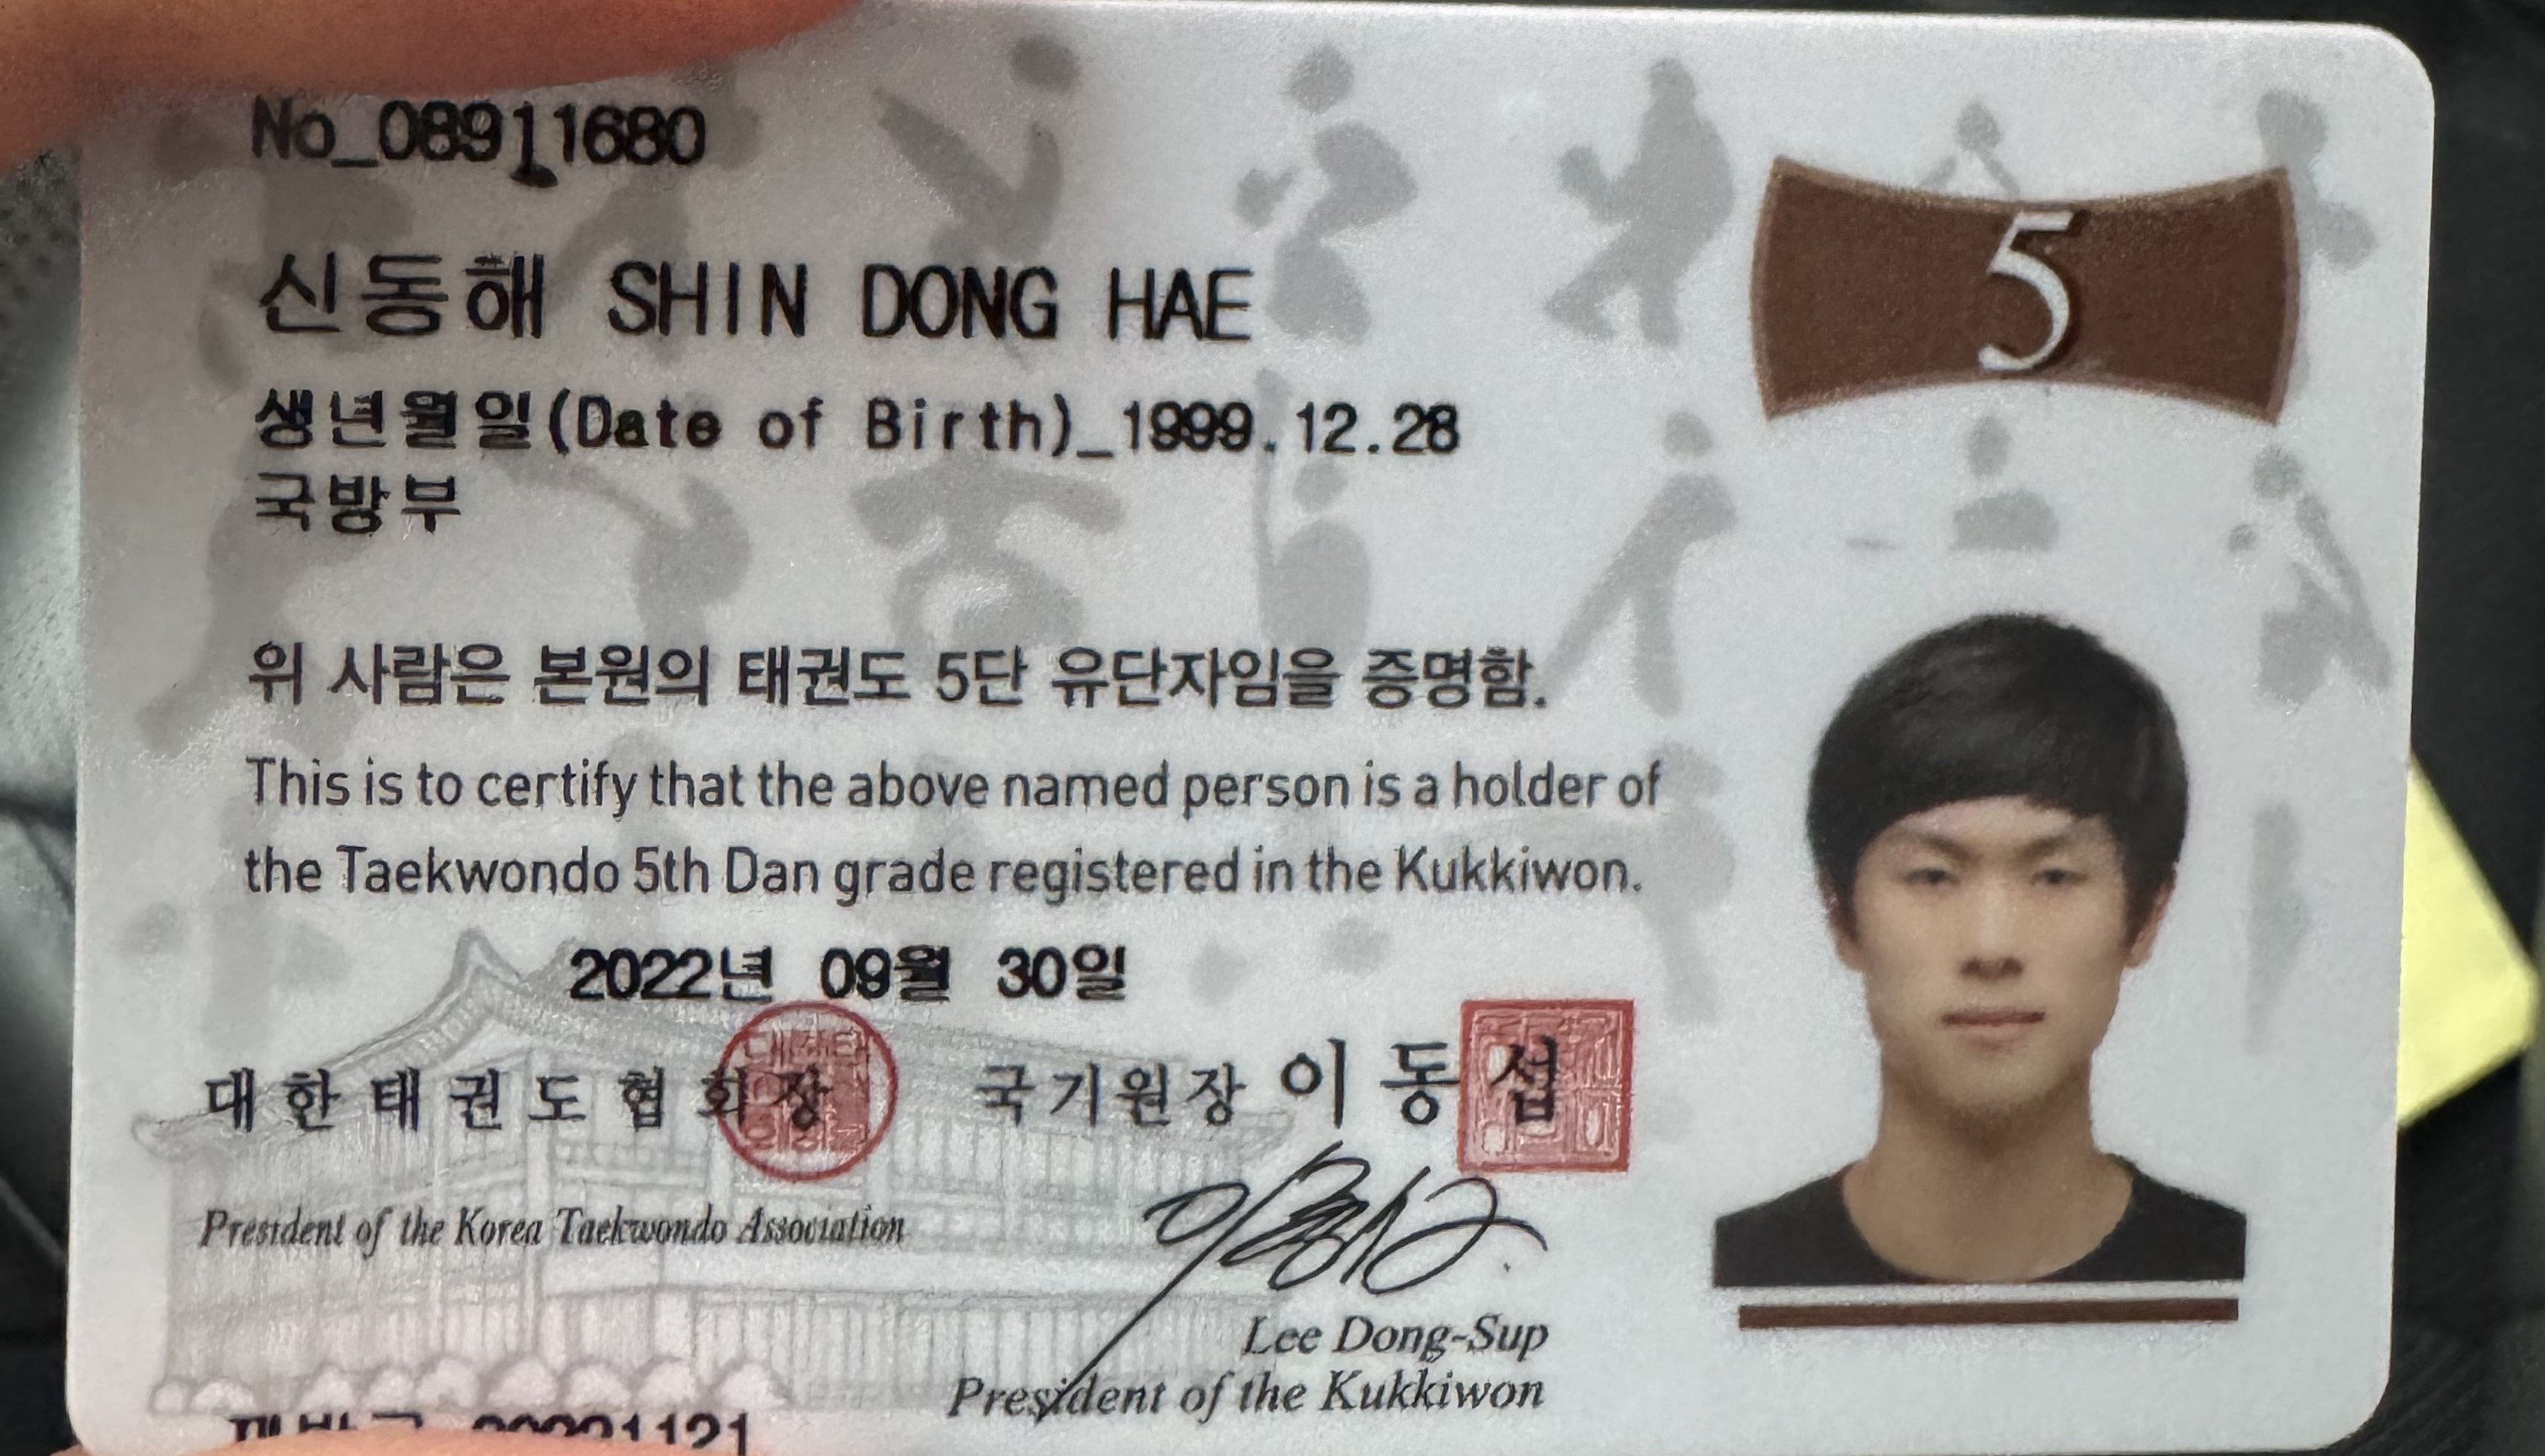 No_08911680
5
신동해 SHIN DONG HAE
생년월일(Date of Birth)_1999.12.28
국방부
위 사람은 본원의 태권도 5단 유단자임을 증명함.
This is to certify that the above named person is a holder of
the Taekwondo 5th Dan grade registered in the Kukkiwon.
2022년 09월 30일
대한태권도협회장
국기원장 이동섭
President of the Korea Taekwondo Association
Lee Dong-Sup
President of the Kukkiwon